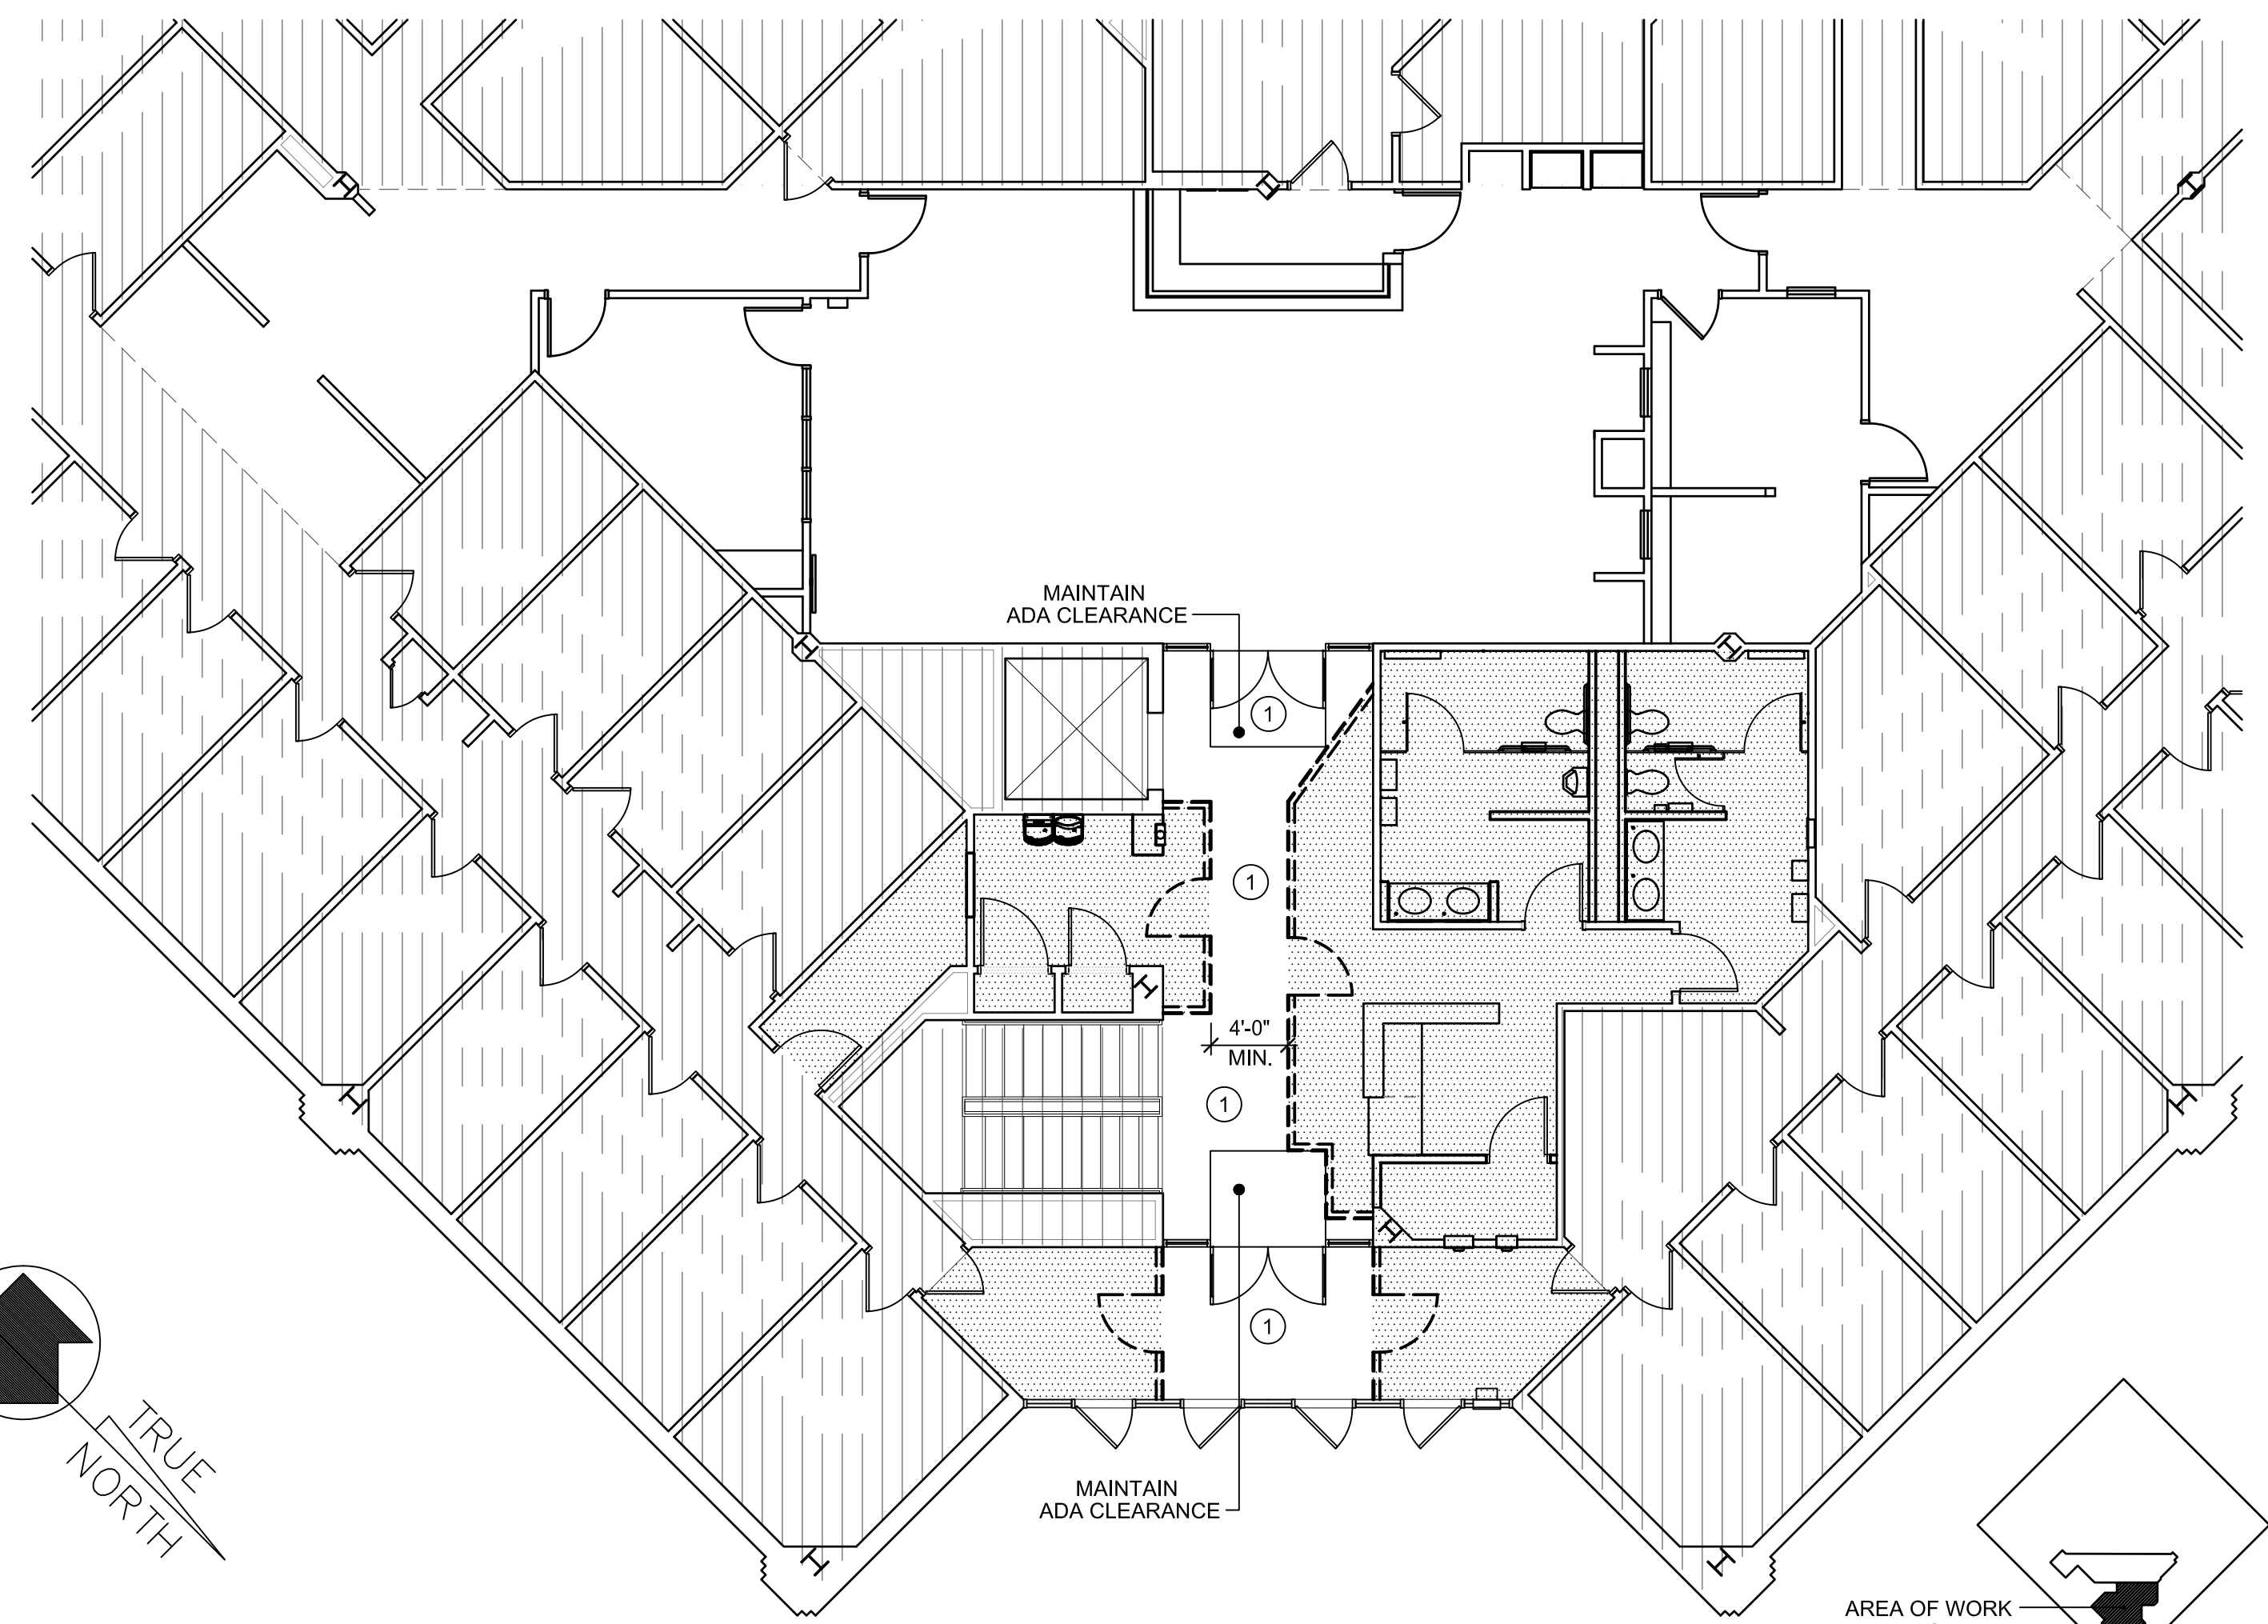 MAINTAIN
ADA CLEARANCE
1
1
4'-0"
MIN.
1
1
MAINTAIN
ADA CLEARANCE
TRUE
NORTH
AREA OF WORK